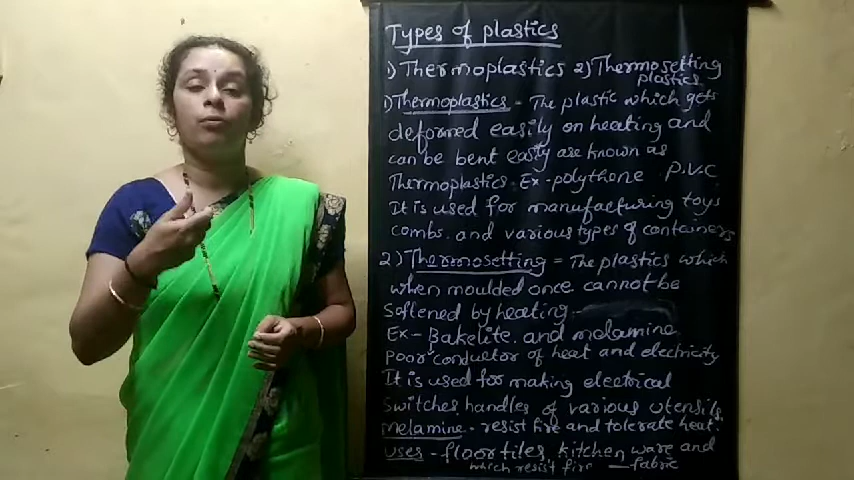 Types of plastics
1) Thermoplastics 2) Thermosetting
plastics
1) Thermoplastics - The plastic which gets
deformed easily on heating and
can be bent easily are known as
Thermoplastics. Ex - polythene P.V.C
It is used for manufacturing toys
combs. and various types of containers
2) Thermosetting = The plastics which
when moulded once cannot be
Softened by heating.
Ex - Bakelite. and melamine.
poor conductor of heat and electricity
It is used for making electrical
Switches handles of various utensils.
melamine - resist fire and tolerate heat.
uses - floor tiles, kitchen ware and
which resist fire — fabric